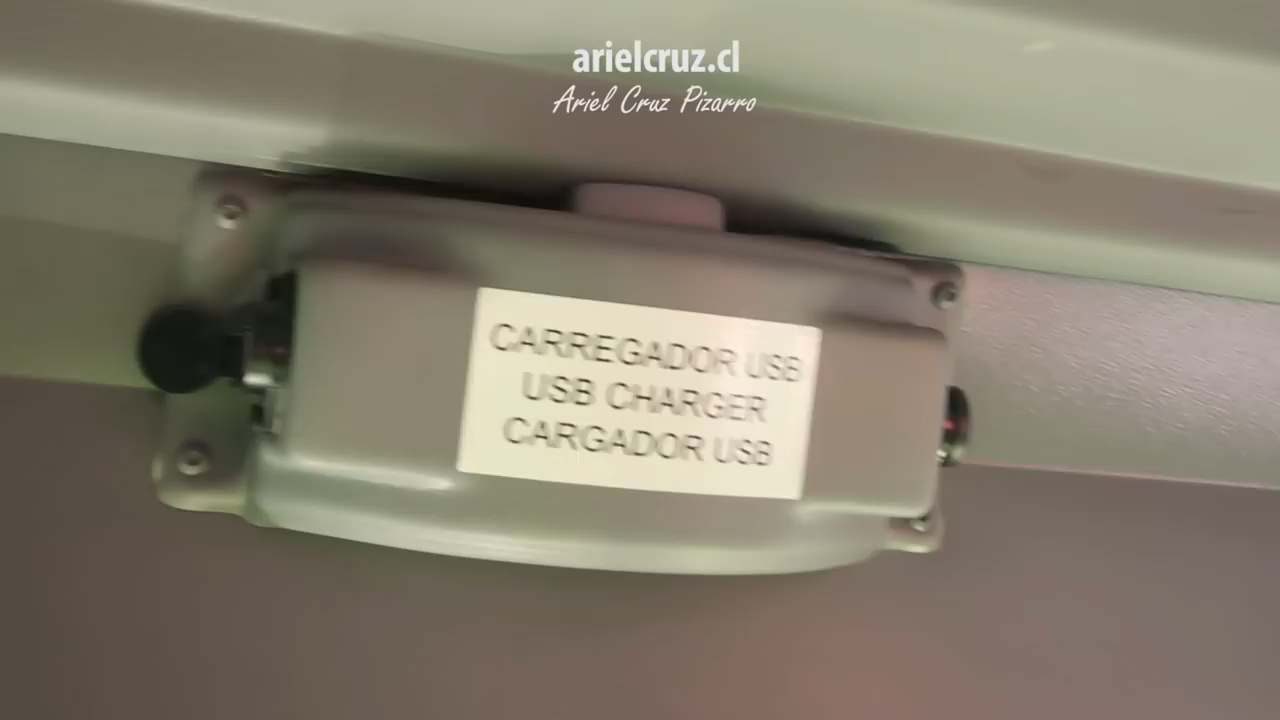 arielcruz.cl
Ariel Cruz Pizarro
CARREGADOR USB
USB CHARGER
CARGADOR USB